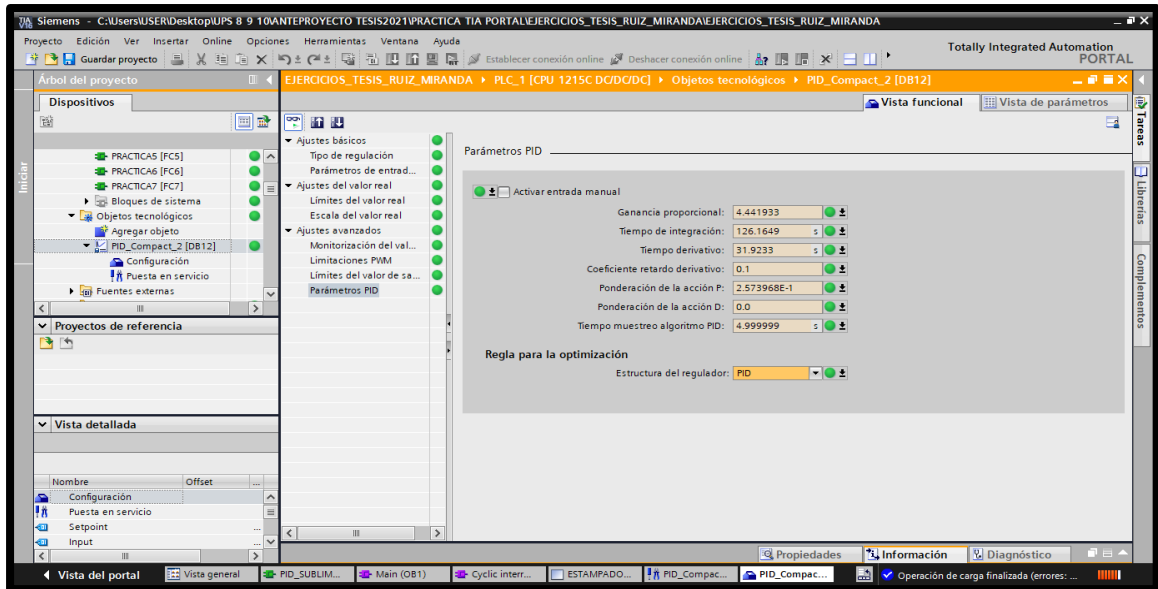 Siemens - C:\Users\USER\Desktop\UPS 8 9 10\ANTEPROYECTO TESIS2021\PRACTICA TIA PORTAL\EJERCICIOS_TESIS_RUIZ_MIRANDA\EJERCICIOS_TESIS_RUIZ_MIRANDA
Proyecto Edición Ver Insertar Online Opciones Herramientas Ventana Ayuda
Totally Integrated Automation
PORTAL
Guardar proyecto
Establecer conexión online
Deshacer conexión online
Árbol del proyecto
EJERCICIOS_TESIS_RUIZ_MIRANDA PLC_1 [CPU 1215C DC/DC/DC] Objetos tecnológicos PID_Compact_2 [DB12]
Dispositivos
Vista funcional
Vista de parámetros
Iniciar
PRACTICA5 [FC5]
PRACTICA6 [FC6]
PRACTICA7 [FC7]
Bloques de sistema
Objetos tecnológicos
Agregar objeto
PID_Compact_2 [DB12]
Configuración
Puesta en servicio
Fuentes externas
Proyectos de referencia
Vista detallada
Nombre Offset ...
Configuración
Puesta en servicio
Setpoint ...
Input ...
Ajustes básicos
Tipo de regulación
Parámetros de entrad...
Ajustes del valor real
Límites del valor real
Escala del valor real
Ajustes avanzados
Monitorización del val...
Limitaciones PWM
Límites del valor de sa...
Parámetros PID
Parámetros PID
Activar entrada manual
Ganancia proporcional: 4.441933
Tiempo de integración: 126.1649 s
Tiempo derivativo: 31.9233 s
Coeficiente retardo derivativo: 0.1
Ponderación de la acción P: 2.573968E-1
Ponderación de la acción D: 0.0
Tiempo muestreo algoritmo PID: 4.999999 s
Regla para la optimización
Estructura del regulador: PID
Tareas
Librerías
Complementos
Propiedades
Información
Diagnóstico
Vista del portal
Vista general
PID_SUBLIM...
Main (OB1)
Cyclic interr...
ESTAMPADO...
PID_Compac...
PID_Compac...
Operación de carga finalizada (errores: ...